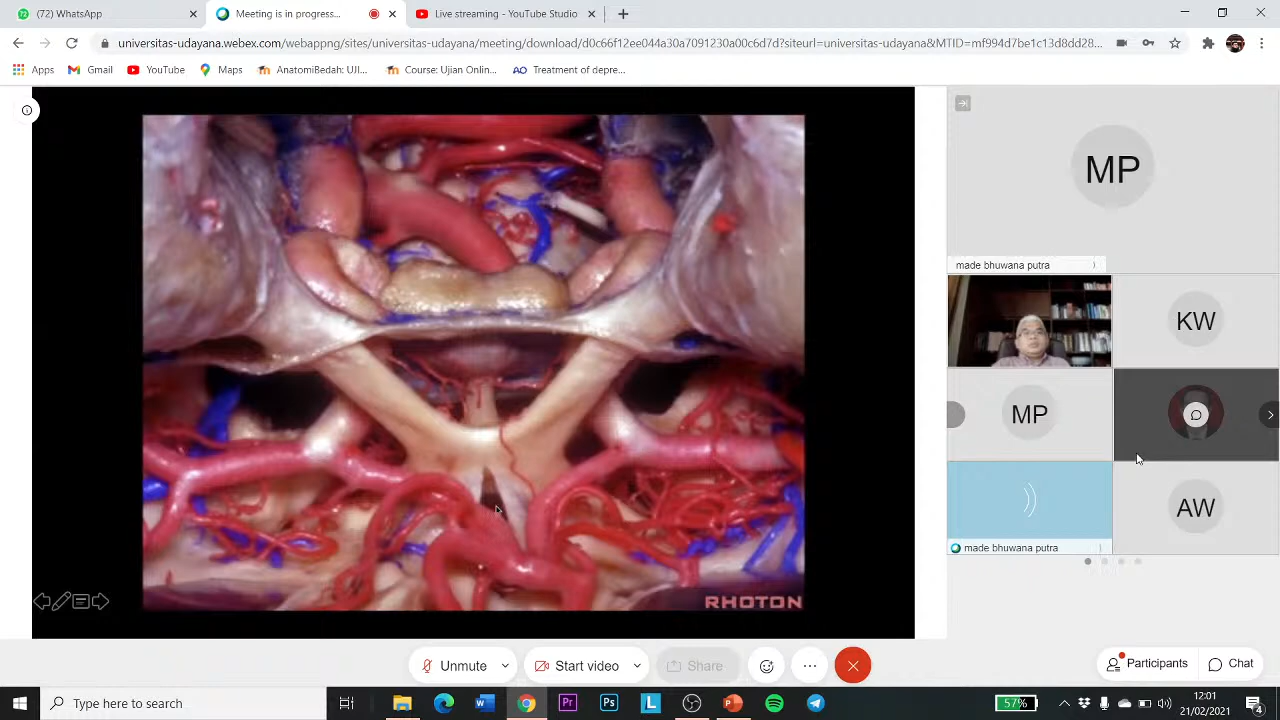 (72) WhatsApp
Meeting is in progress...
Live streaming - YouTube Studio
universitas-udayana.webex.com/webappng/sites/universitas-udayana/meeting/download/d0c66f12ee044a30a7091230a00c6d7d?siteurl=universitas-udayana&MTID=mf994d7be1c13d8dd28...
Apps
Gmail
YouTube
Maps
AnatomiBedah: UJI...
Course: Ujian Onlin...
Treatment of depre...
MP
made bhuwana putra
KW
MP
made bhuwana putra
AW
RHOTON
Unmute
Start video
Share
Participants
Chat
Type here to search
57%
12:01
21/02/2021